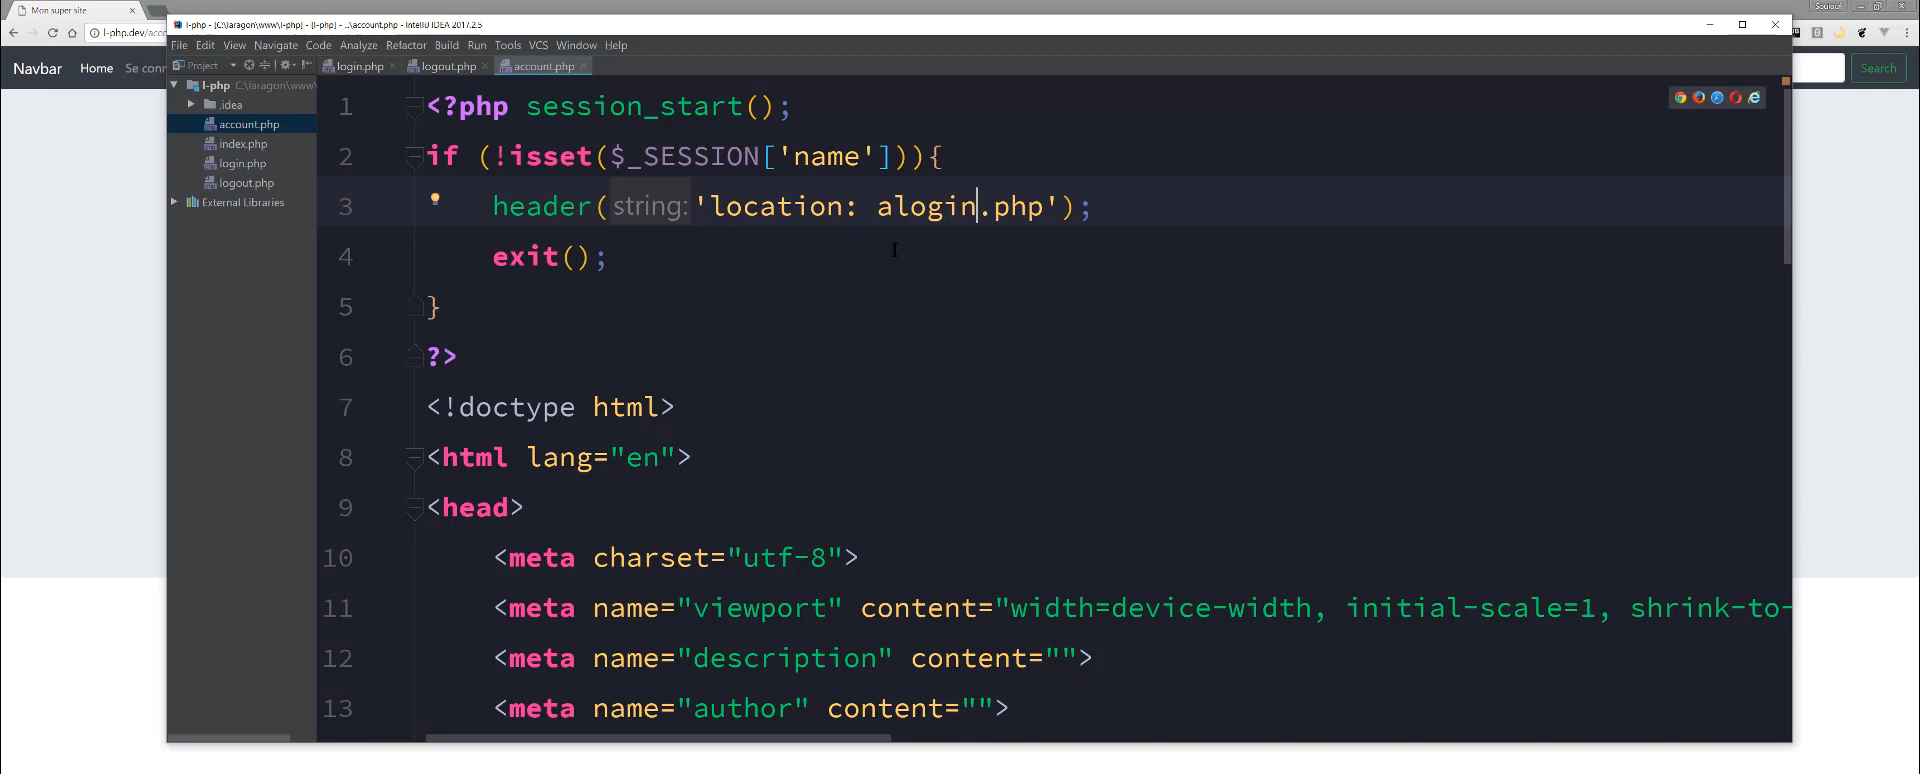 Mon super site
Soulouf
l-php.dev/acco
Navbar Home Se conn Search
l-php - [C:\laragon\www\l-php] - [l-php] - ...\account.php - IntelliJ IDEA 2017.2.5
File Edit View Navigate Code Analyze Refactor Build Run Tools VCS Window Help
Project login.php logout.php account.php
l-php C:\laragon\www\
.idea
account.php
index.php
login.php
logout.php
External Libraries
1 <?php session_start();
2 if (!isset($_SESSION['name'])){
3 header(string: 'location: alogin.php');
4 exit();
5 }
6 ?>
7 <!doctype html>
8 <html lang="en">
9 <head>
10 <meta charset="utf-8">
11 <meta name="viewport" content="width=device-width, initial-scale=1, shrink-to-
12 <meta name="description" content="">
13 <meta name="author" content="">